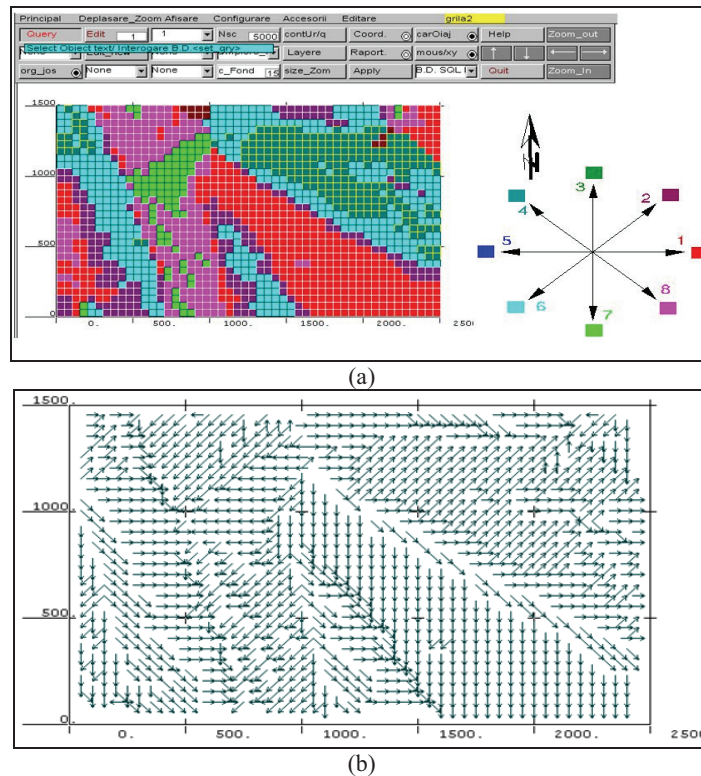 Principal Deplasare_Zoom Afisare Configurare Accesorii Editare grila2
Query Edit 1 1 Nsc 5000 contUr/q Coord. carOiaj Help Zoom_out
Select Object text/ Interogare B.D.<set_qry>
Layere Raport. mous/xy
org_jos None None c_Fond 15 size_Zom Apply B.D. SQL Quit Zoom_In
1500
1000
500
0
0. 500. 1000. 1500. 2000. 2500
N
3
4 2
5 1
6 8
7
(a)
1500.
1000.
500.
0.
0. 500. 1000. 1500. 2000. 2500
(b)